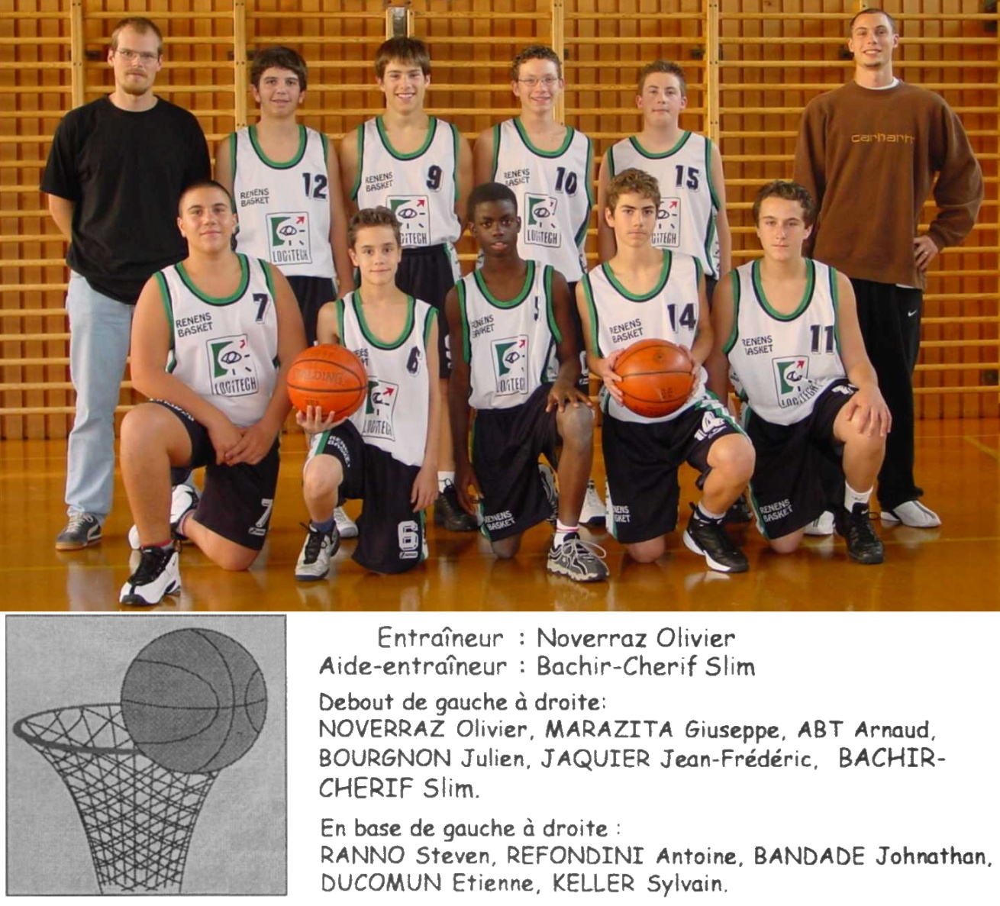 carhartt
RENENS
BASKET
12
LOGITECH
RENENS
BASKET
9
LOGITECH
RENENS
BASKET
10
LOGITECH
15
LOGITECH
RENENS
BASKET
7
LOGITECH
7
SPALDING
6
LOGITECH
RENENS
BASKET
6
RENENS
BASKET
5
LOGITECH
RENENS
BASKET
RENENS
BASKET
14
14
RENENS
BASKET
11
LOGITECH
RENENS
BASKET
Entraîneur : Noverraz Olivier
Aide-entraîneur : Bachir-Cherif Slim
Debout de gauche à droite:
NOVERRAZ Olivier, MARAZITA Giuseppe, ABT Arnaud,
BOURGNON Julien, JAQUIER Jean-Frédéric, BACHIR-
CHERIF Slim.
En base de gauche à droite :
RANNO Steven, REFONDINI Antoine, BANDADE Johnathan,
DUCOMUN Etienne, KELLER Sylvain.